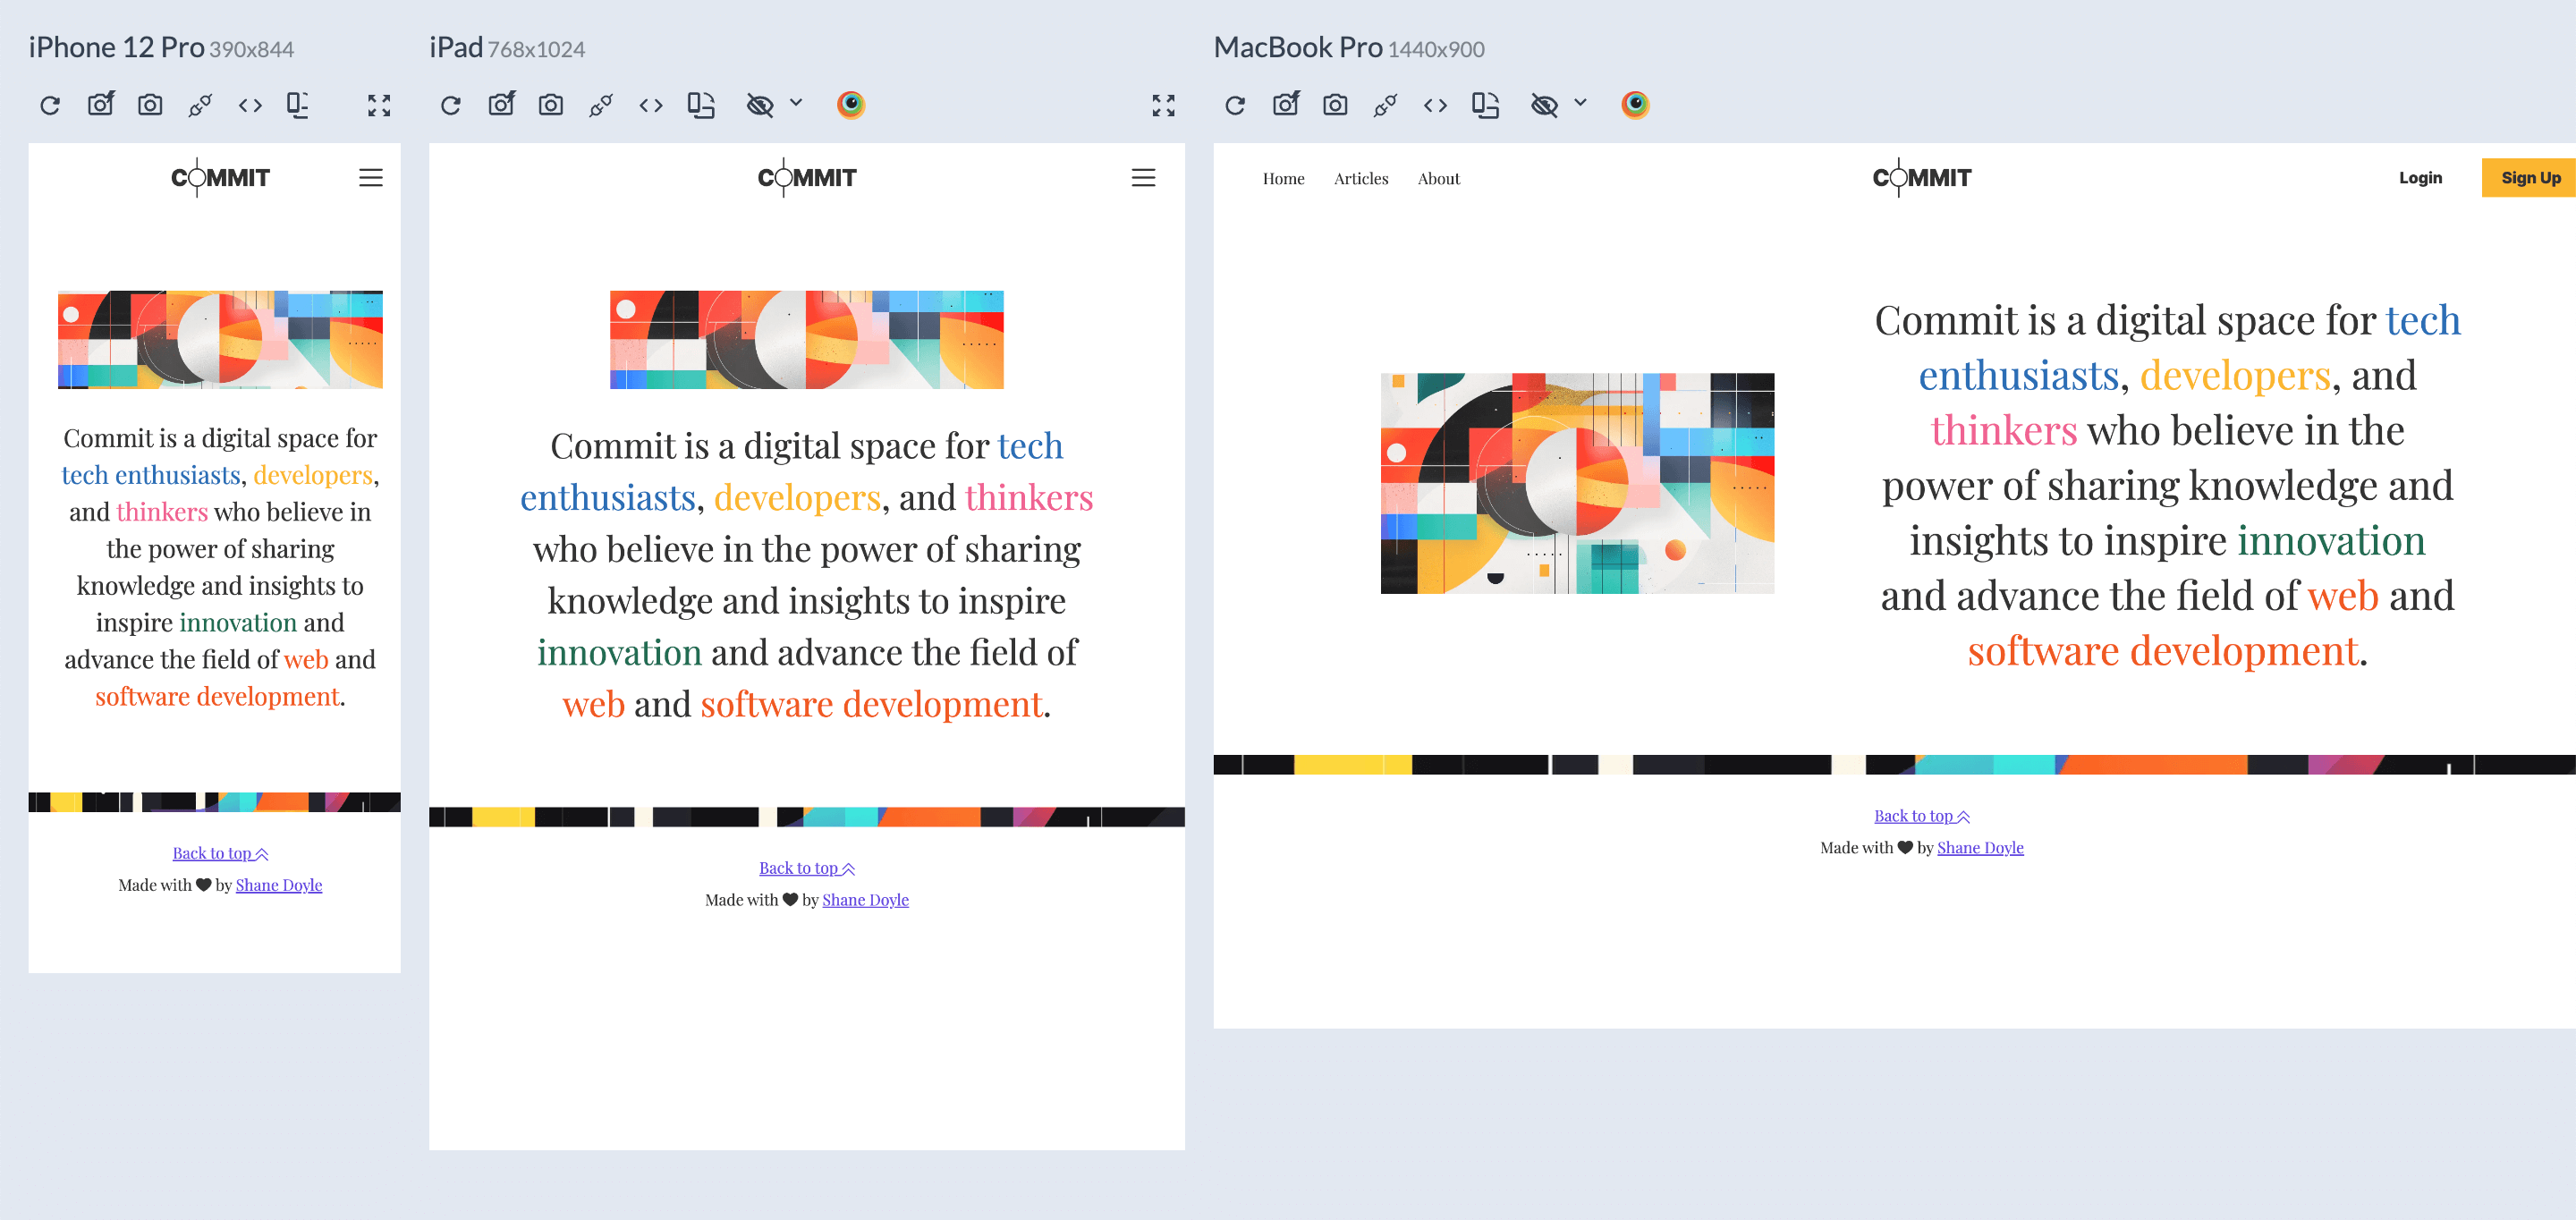 iPhone 12 Pro 390x844
COMMIT
Commit is a digital space for
tech enthusiasts, developers,
and thinkers who believe in
the power of sharing
knowledge and insights to
inspire innovation and
advance the field of web and
software development.
Back to top
Made with ♥ by Shane Doyle
iPad 768x1024
COMMIT
Commit is a digital space for tech
enthusiasts, developers, and thinkers
who believe in the power of sharing
knowledge and insights to inspire
innovation and advance the field of
web and software development.
Back to top
Made with ♥ by Shane Doyle
MacBook Pro 1440x900
Home Articles About COMMIT Login Sign Up
Commit is a digital space for tech
enthusiasts, developers, and
thinkers who believe in the
power of sharing knowledge and
insights to inspire innovation
and advance the field of web and
software development.
Back to top
Made with ♥ by Shane Doyle